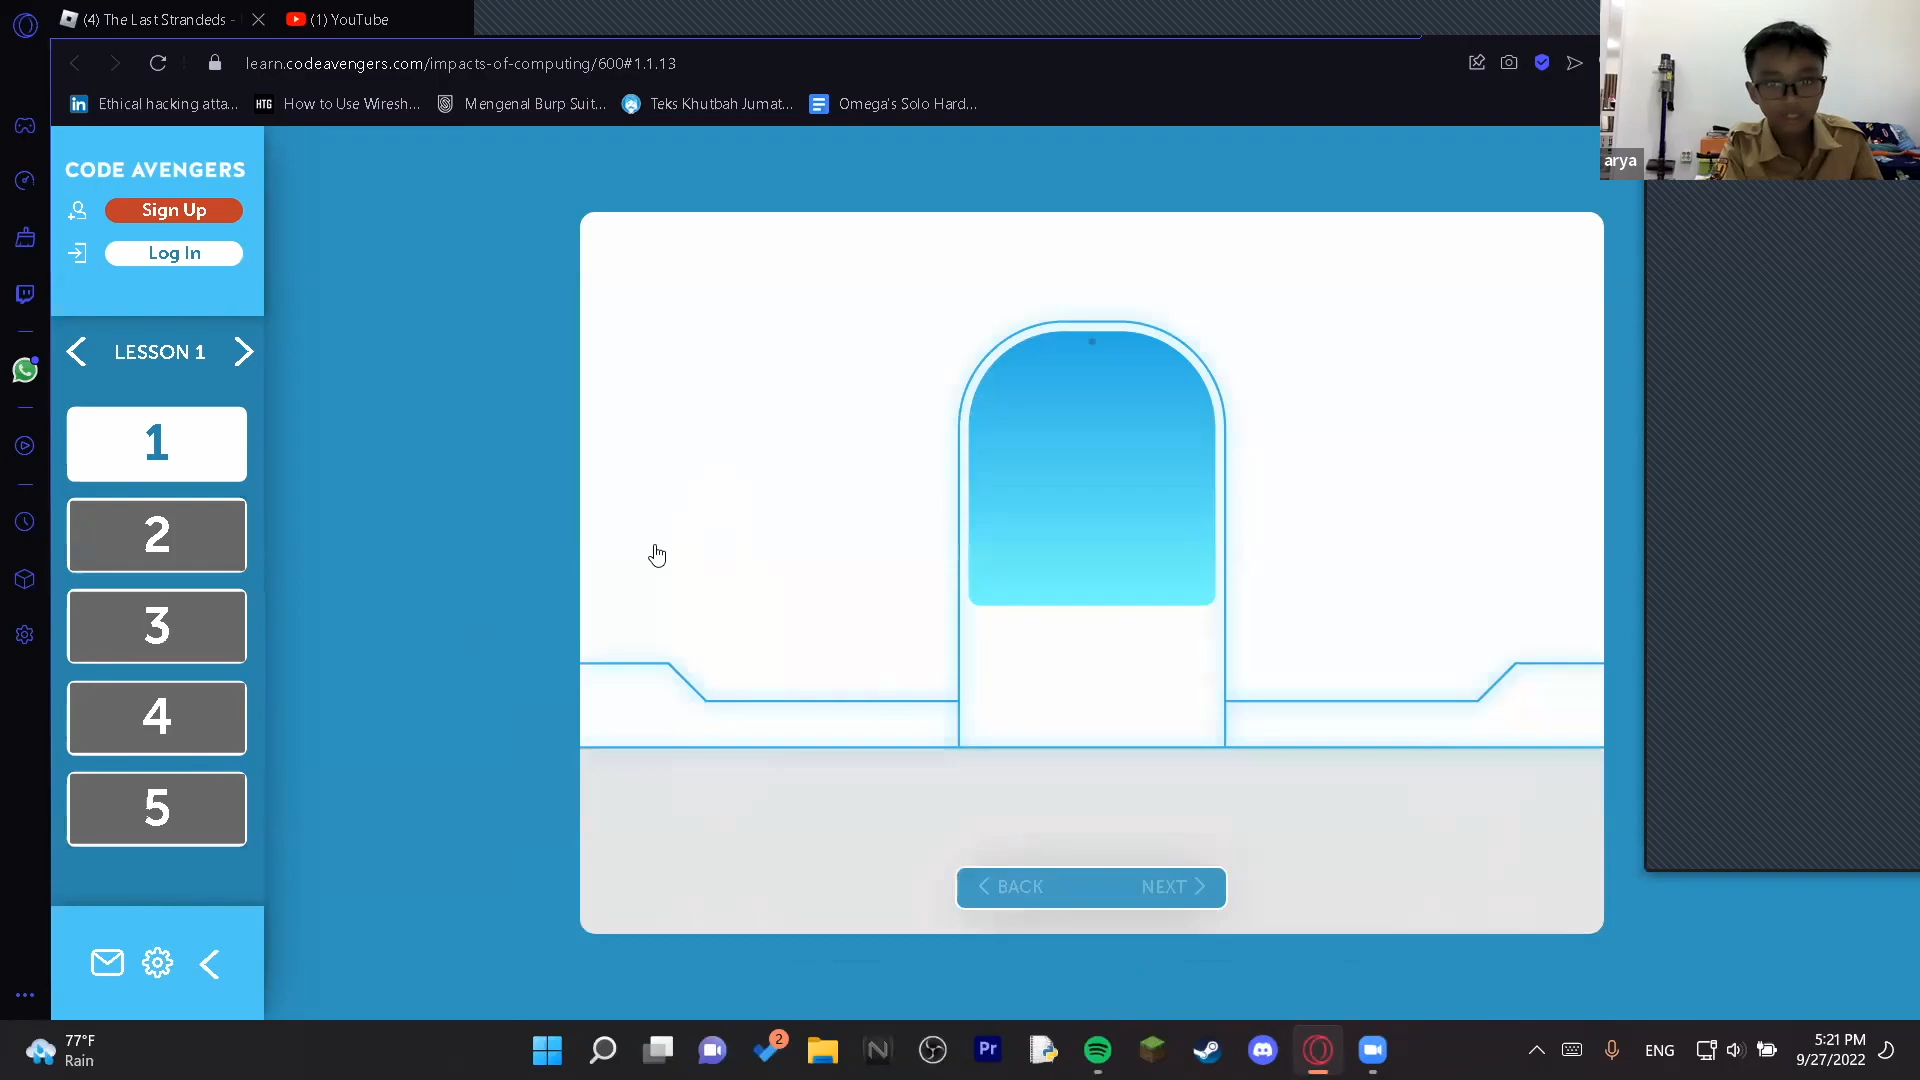 (4) The Last Strandeds -
(1) YouTube
learn.codeavengers.com/impacts-of-computing/600#1.1.13
Ethical hacking atta...
HTG
How to Use Wiresh...
Mengenal Burp Suit...
Teks Khutbah Jumat...
Omega's Solo Hard...
arya
CODE AVENGERS
Sign Up
Log In
LESSON 1
1
2
3
4
5
BACK
NEXT
77°F
Rain
2
Pr
ENG
5:21 PM
9/27/2022